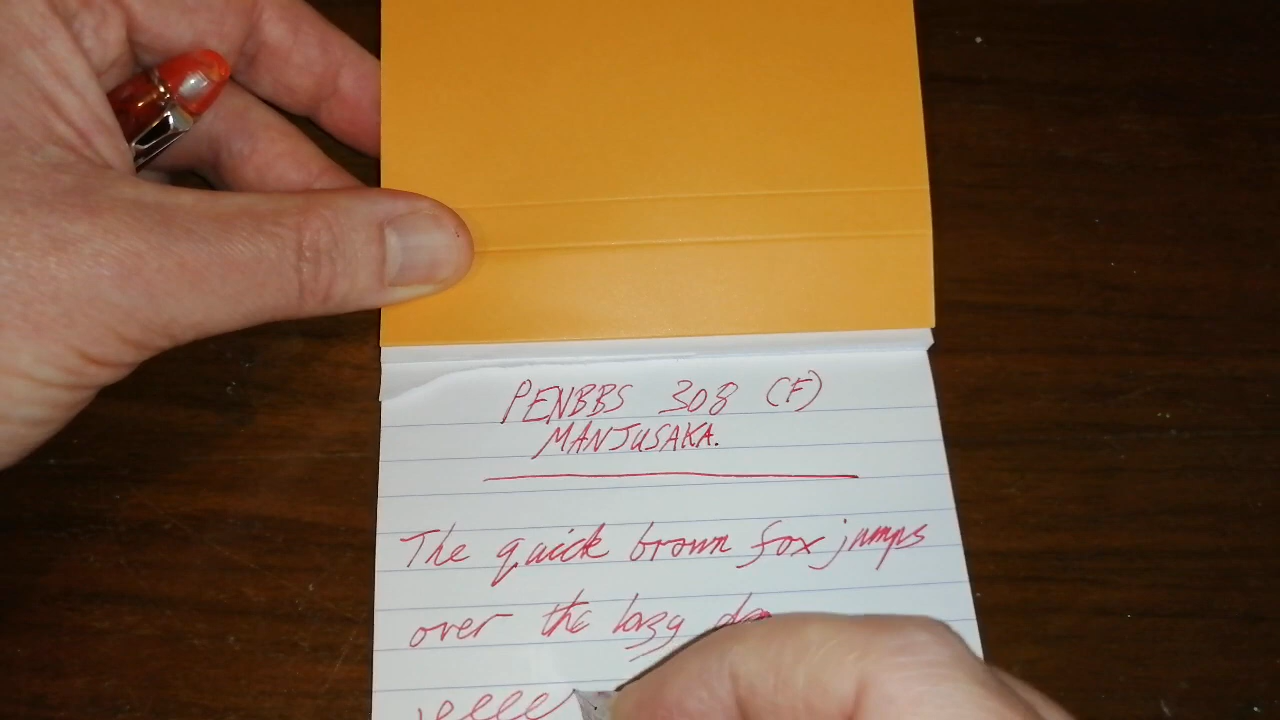 PENBBS 308 (F)
MANJUSAKA.
The quick brown fox jumps
over the lazy